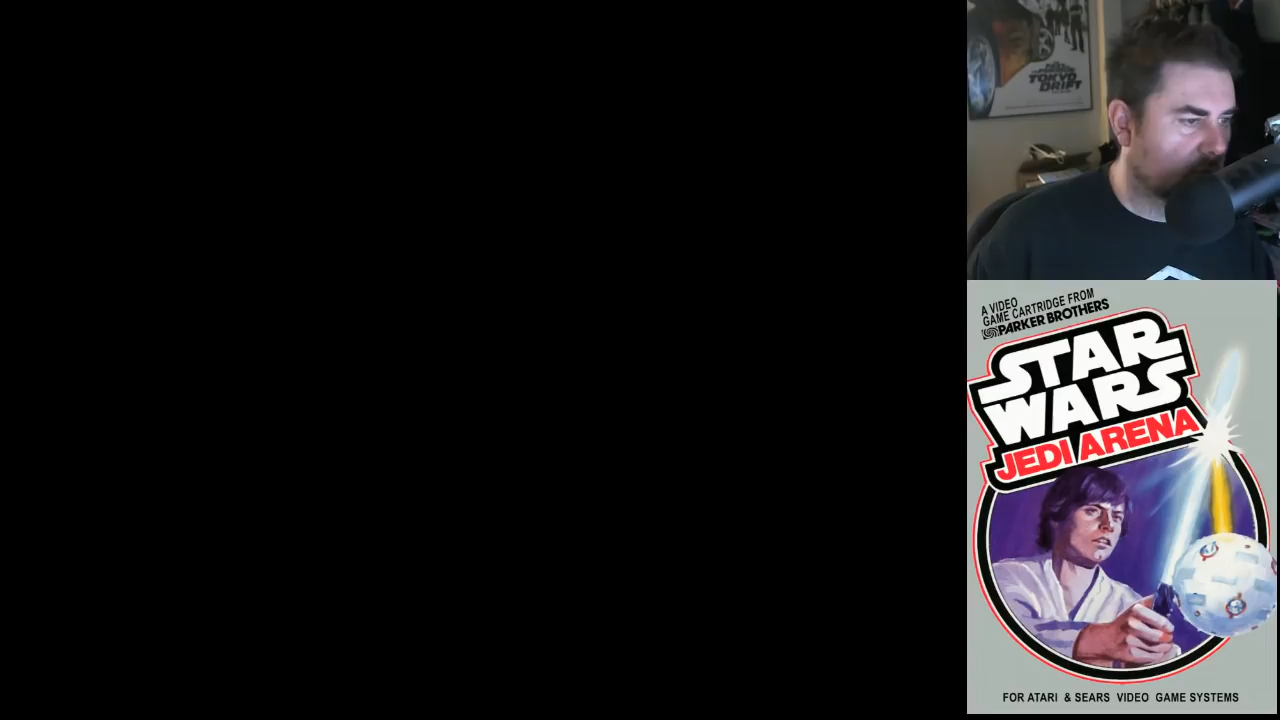 TOKYO
DRIFT
A VIDEO
GAME CARTRIDGE FROM
PARKER BROTHERS
STAR
WARS
JEDI ARENA
FOR ATARI & SEARS VIDEO GAME SYSTEMS